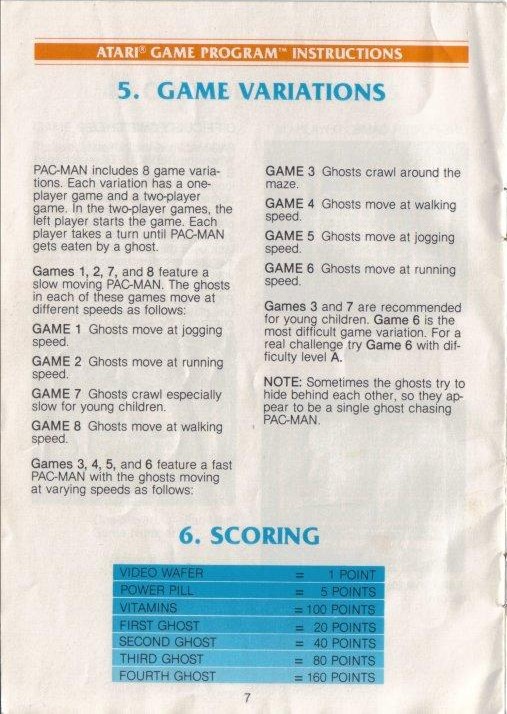 ATARI® GAME PROGRAM™ INSTRUCTIONS
5. GAME VARIATIONS
PAC-MAN includes 8 game varia-
tions. Each variation has a one-
player game and a two-player
game. In the two-player games, the
left player starts the game. Each
player takes a turn until PAC-MAN
gets eaten by a ghost.
Games 1, 2, 7, and 8 feature a
slow moving PAC-MAN. The ghosts
in each of these games move at
different speeds as follows:
GAME 1 Ghosts move at jogging
speed.
GAME 2 Ghosts move at running
speed.
GAME 7 Ghosts crawl especially
slow for young children.
GAME 8 Ghosts move at walking
speed.
Games 3, 4, 5, and 6 feature a fast
PAC-MAN with the ghosts moving
at varying speeds as follows:
GAME 3 Ghosts crawl around the
maze.
GAME 4 Ghosts move at walking
speed.
GAME 5 Ghosts move at jogging
speed.
GAME 6 Ghosts move at running
speed.
Games 3 and 7 are recommended
for young children. Game 6 is the
most difficult game variation. For a
real challenge try Game 6 with dif-
ficulty level A.
NOTE: Sometimes the ghosts try to
hide behind each other, so they ap-
pear to be a single ghost chasing
PAC-MAN.
6. SCORING
VIDEO WAFER = 1 POINT
POWER PILL = 5 POINTS
VITAMINS = 100 POINTS
FIRST GHOST = 20 POINTS
SECOND GHOST = 40 POINTS
THIRD GHOST = 80 POINTS
FOURTH GHOST = 160 POINTS
7